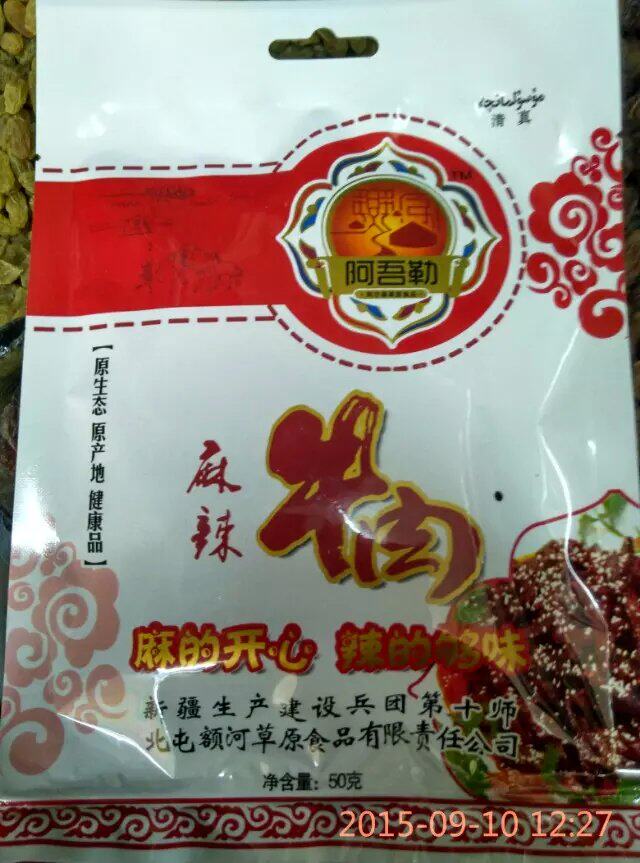 清真
TM
阿吾勒
【原生态 原产地 健康品】
麻辣
牛肉
麻的开心 辣的够味
新疆生产建设兵团第十师
北屯额河草原食品有限责任公司
净含量：50克
2015-09-10 12:27